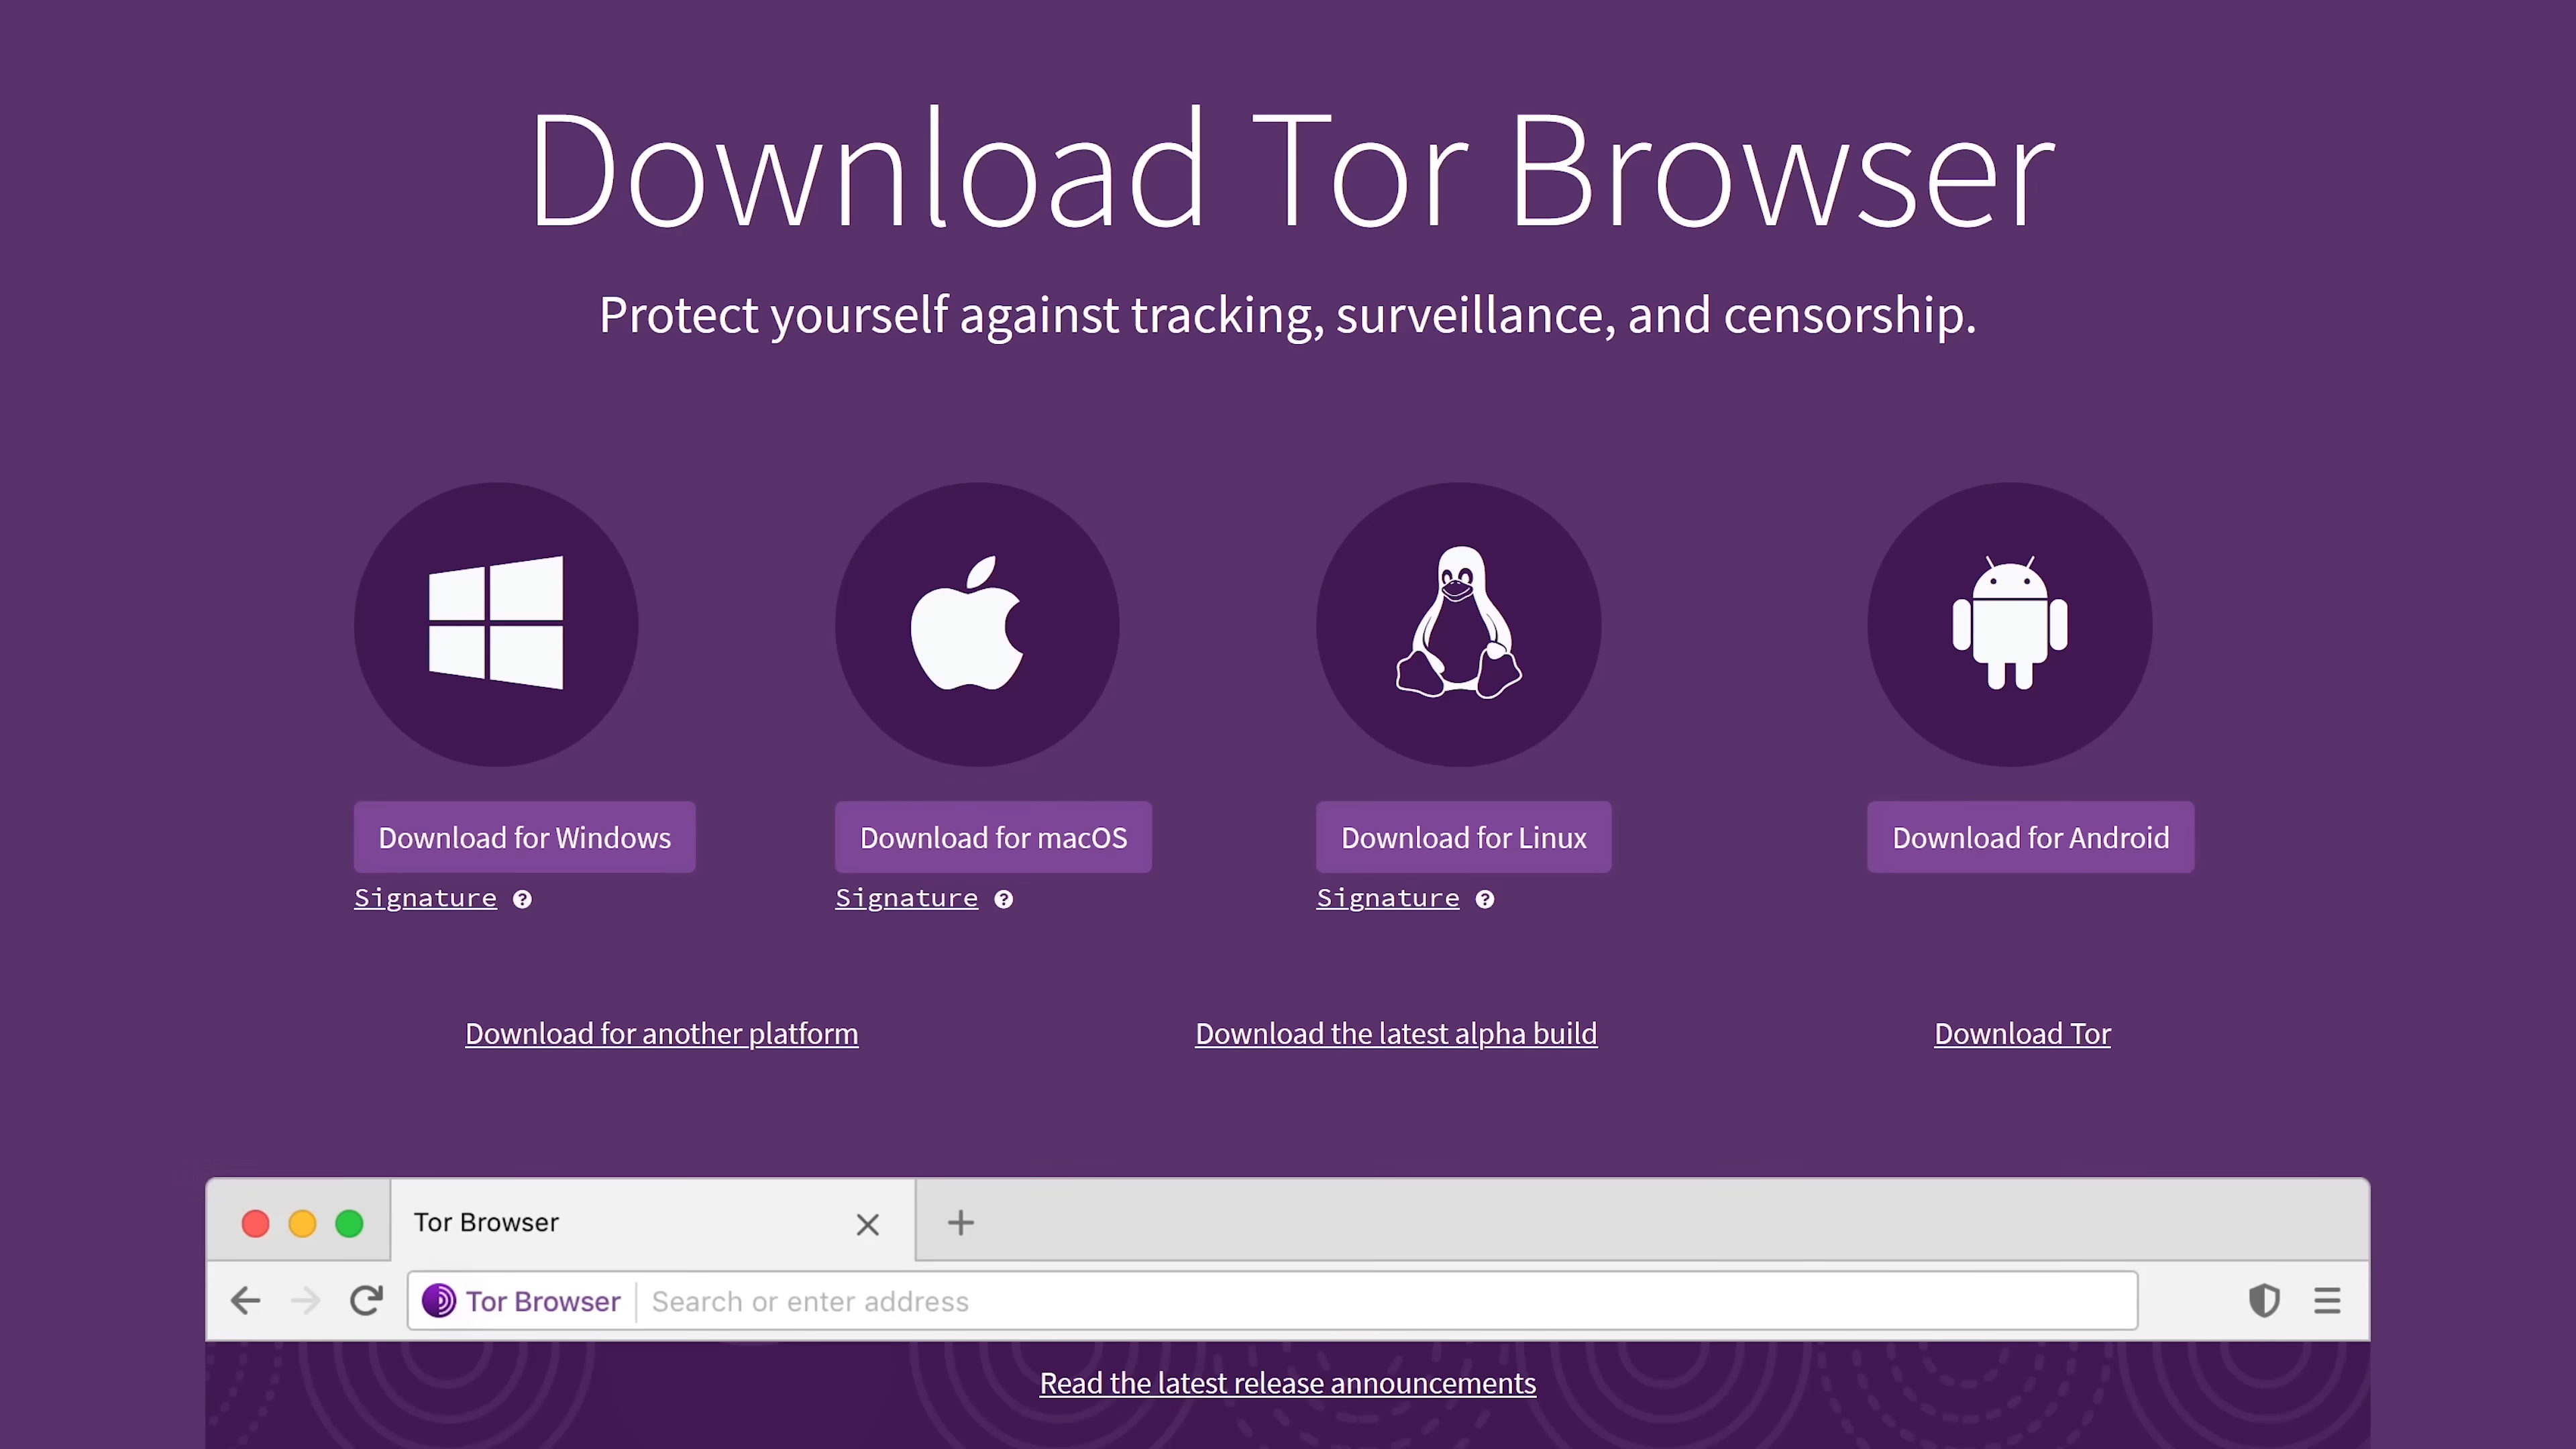 Download Tor Browser
Protect yourself against tracking, surveillance, and censorship.
Download for Windows
Download for macOS
Download for Linux
Download for Android
Signature ?
Signature ?
Signature ?
Download for another platform
Download the latest alpha build
Download Tor
Tor Browser
Tor Browser
Search or enter address
Read the latest release announcements